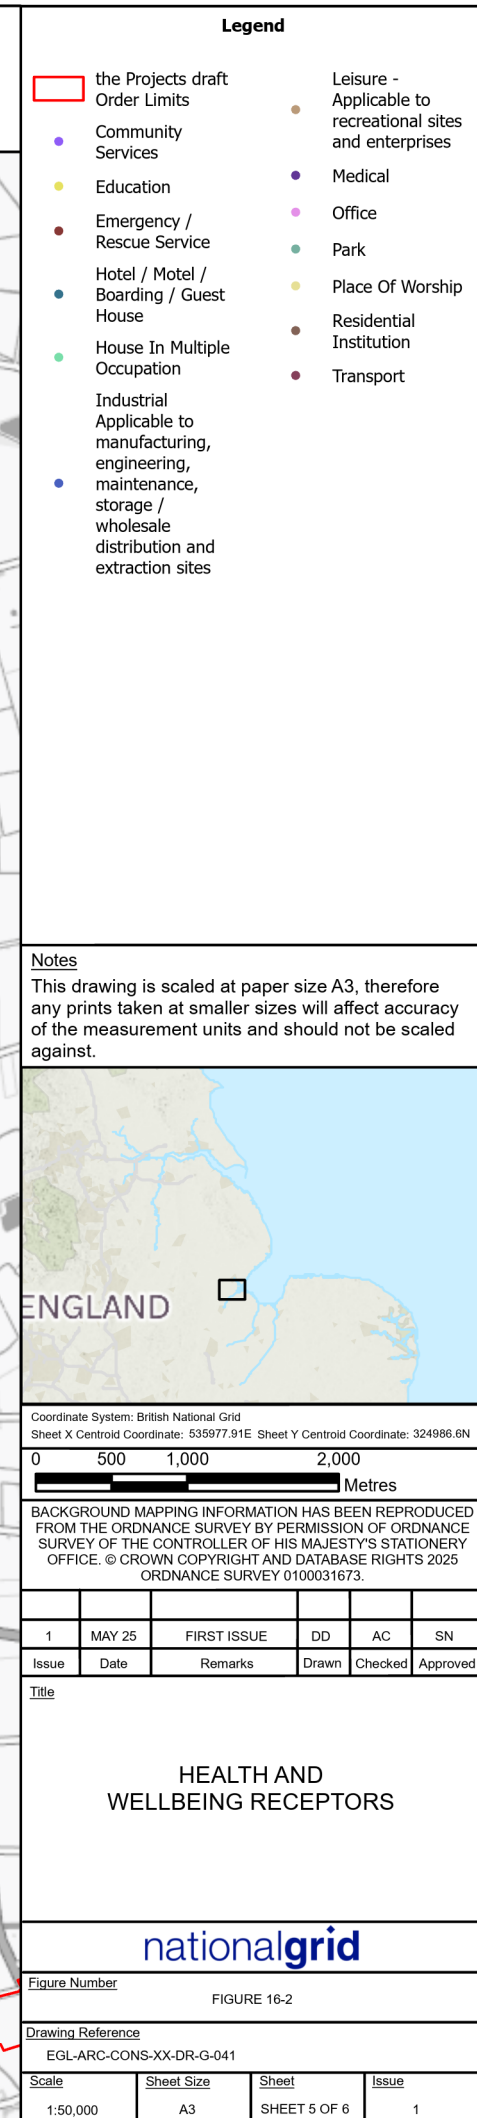 Legend
the Projects draft
Order Limits
Community
Services
Education
Emergency /
Rescue Service
Hotel / Motel /
Boarding / Guest
House
House In Multiple
Occupation
Industrial
Applicable to
manufacturing,
engineering,
maintenance,
storage /
wholesale
distribution and
extraction sites
Leisure -
Applicable to
recreational sites
and enterprises
Medical
Office
Park
Place Of Worship
Residential
Institution
Transport
Notes
This drawing is scaled at paper size A3, therefore
any prints taken at smaller sizes will affect accuracy
of the measurement units and should not be scaled
against.
ENGLAND
Coordinate System: British National Grid
Sheet X Centroid Coordinate: 535977.91E Sheet Y Centroid Coordinate: 324986.6N
0 500 1,000 2,000
Metres
BACKGROUND MAPPING INFORMATION HAS BEEN REPRODUCED
FROM THE ORDNANCE SURVEY BY PERMISSION OF ORDNANCE
SURVEY OF THE CONTROLLER OF HIS MAJESTY'S STATIONERY
OFFICE. © CROWN COPYRIGHT AND DATABASE RIGHTS 2025
ORDNANCE SURVEY 0100031673.
1 MAY 25 FIRST ISSUE DD AC SN
Issue Date Remarks Drawn Checked Approved
Title
HEALTH AND
WELLBEING RECEPTORS
nationalgrid
Figure Number
FIGURE 16-2
Drawing Reference
EGL-ARC-CONS-XX-DR-G-041
Scale Sheet Size Sheet Issue
1:50,000 A3 SHEET 5 OF 6 1